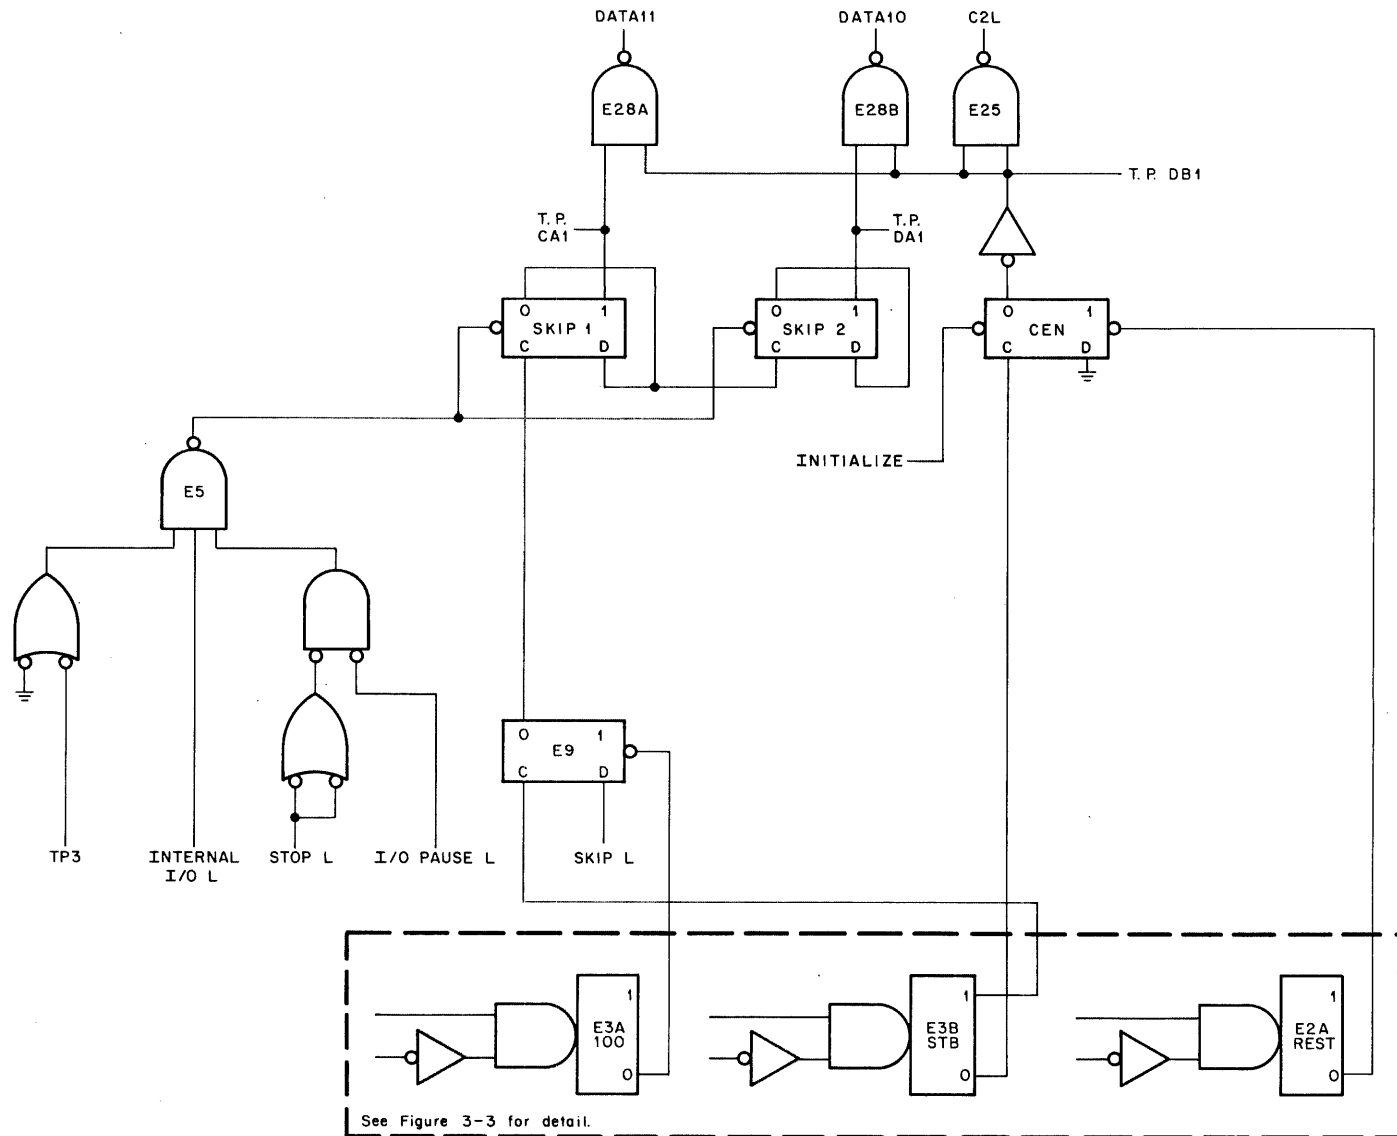 DATA11
DATA10
C2L
E28A
E28B
E25
T.P. DB1
T.P.
CA1
T.P.
DA1
0 1
SKIP 1
C D
0 1
SKIP 2
C D
0 1
CEN
C D
INITIALIZE
E5
0 1
E9
C D
TP3
INTERNAL
I/O L
STOP L
I/O PAUSE L
SKIP L
1
E3A
100
0
1
E3B
STB
0
1
E2A
REST
0
See Figure 3-3 for detail.